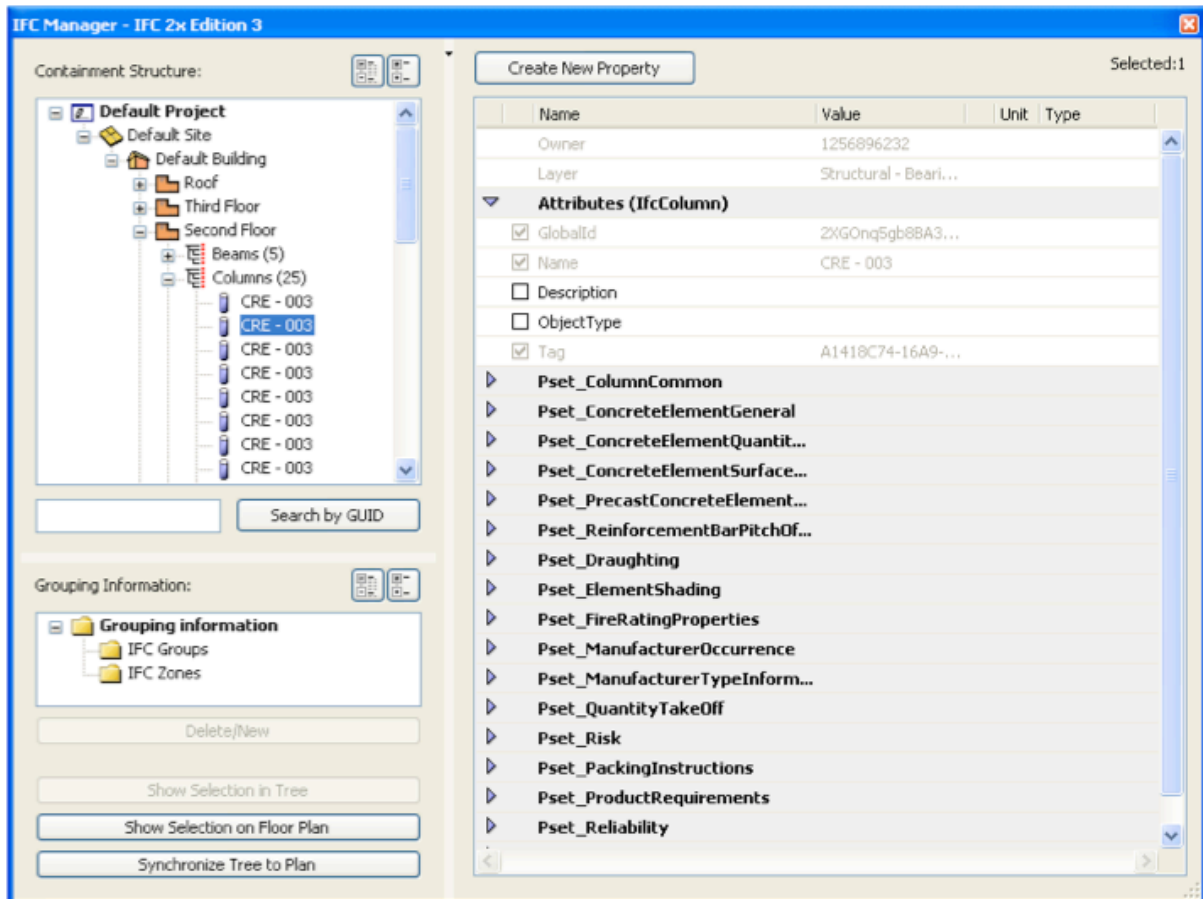 IFC Manager - IFC 2x Edition 3
Containment Structure:
Default Project
Default Site
Default Building
Roof
Third Floor
Second Floor
Beams (5)
Columns (25)
CRE - 003
CRE - 003
CRE - 003
CRE - 003
CRE - 003
CRE - 003
CRE - 003
CRE - 003
Search by GUID
Grouping Information:
Grouping information
IFC Groups
IFC Zones
Delete/New
Show Selection in Tree
Show Selection on Floor Plan
Synchronize Tree to Plan
Create New Property
Selected:1
Name Value Unit Type
Owner 1256896232
Layer Structural - Beari...
Attributes (IfcColumn)
GlobalId 2XGOnq5gb8BA3...
Name CRE - 003
Description
ObjectType
Tag A1418C74-16A9-...
Pset_ColumnCommon
Pset_ConcreteElementGeneral
Pset_ConcreteElementQuantit...
Pset_ConcreteElementSurface...
Pset_PrecastConcreteElement...
Pset_ReinforcementBarPitchOf...
Pset_Draughting
Pset_ElementShading
Pset_FireRatingProperties
Pset_ManufacturerOccurrence
Pset_ManufacturerTypeInform...
Pset_QuantityTakeOff
Pset_Risk
Pset_PackingInstructions
Pset_ProductRequirements
Pset_Reliability